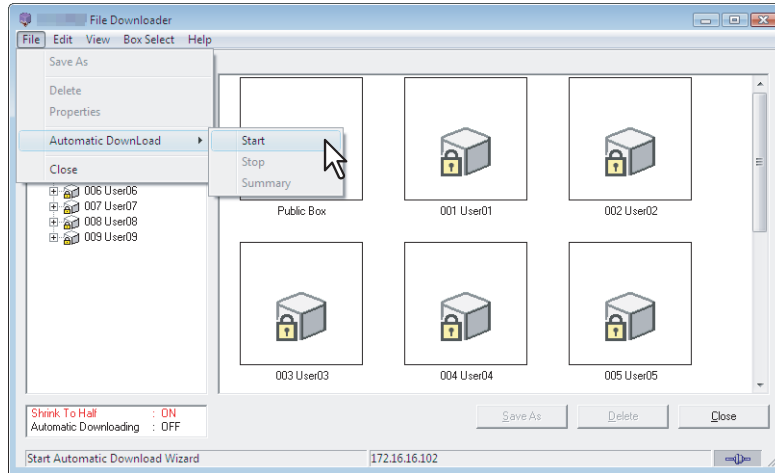 File Downloader
File Edit View Box Select Help
Save As
Delete
Properties
Automatic DownLoad
Start
Stop
Summary
Close
006 User06
007 User07
008 User08
009 User09
Public Box
001 User01
002 User02
003 User03
004 User04
005 User05
Shrink To Half : ON
Automatic Downloading : OFF
Save As Delete Close
Start Automatic Download Wizard 172.16.16.102